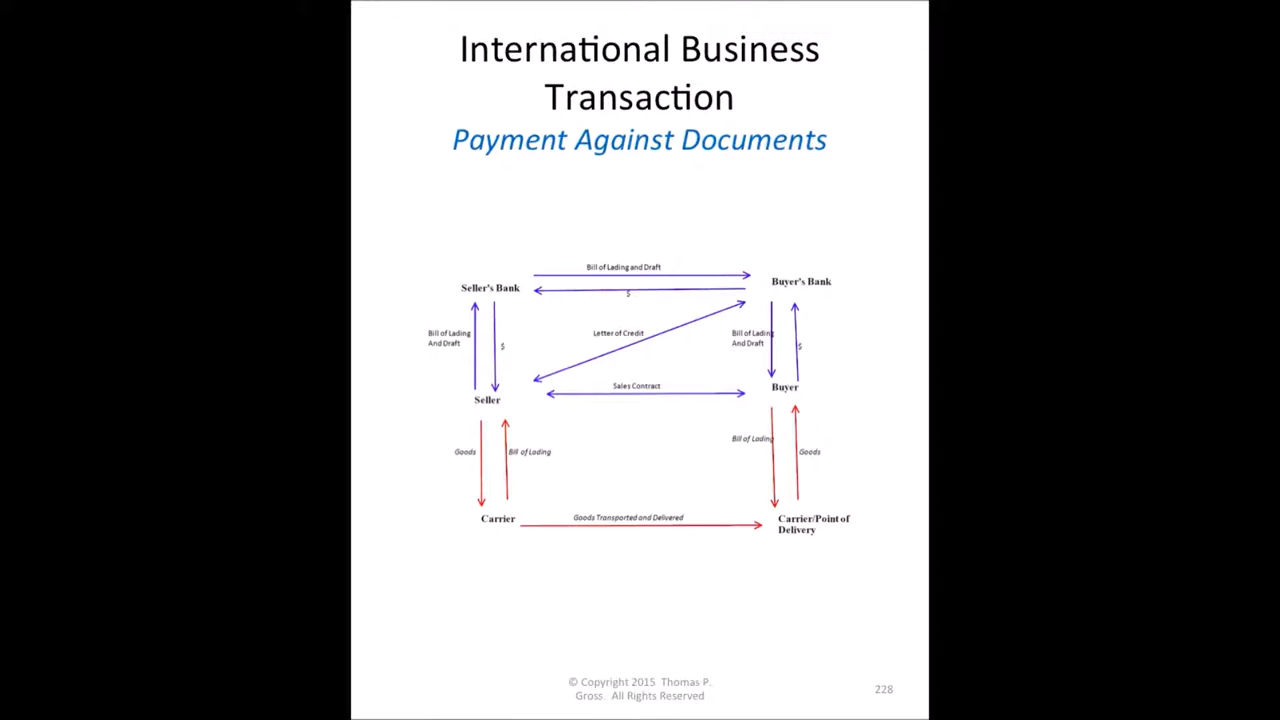 International Business
Transaction
Payment Against Documents
Bill of Lading and Draft
Seller's Bank
Buyer's Bank
$
Bill of Lading
And Draft
$
Letter of Credit
Bill of Lading
And Draft
$
Sales Contract
Seller
Buyer
Goods
Bill of Lading
Bill of Lading
Goods
Carrier
Goods Transported and Delivered
Carrier/Point of
Delivery
© Copyright 2015 Thomas P.
Gross. All Rights Reserved
228